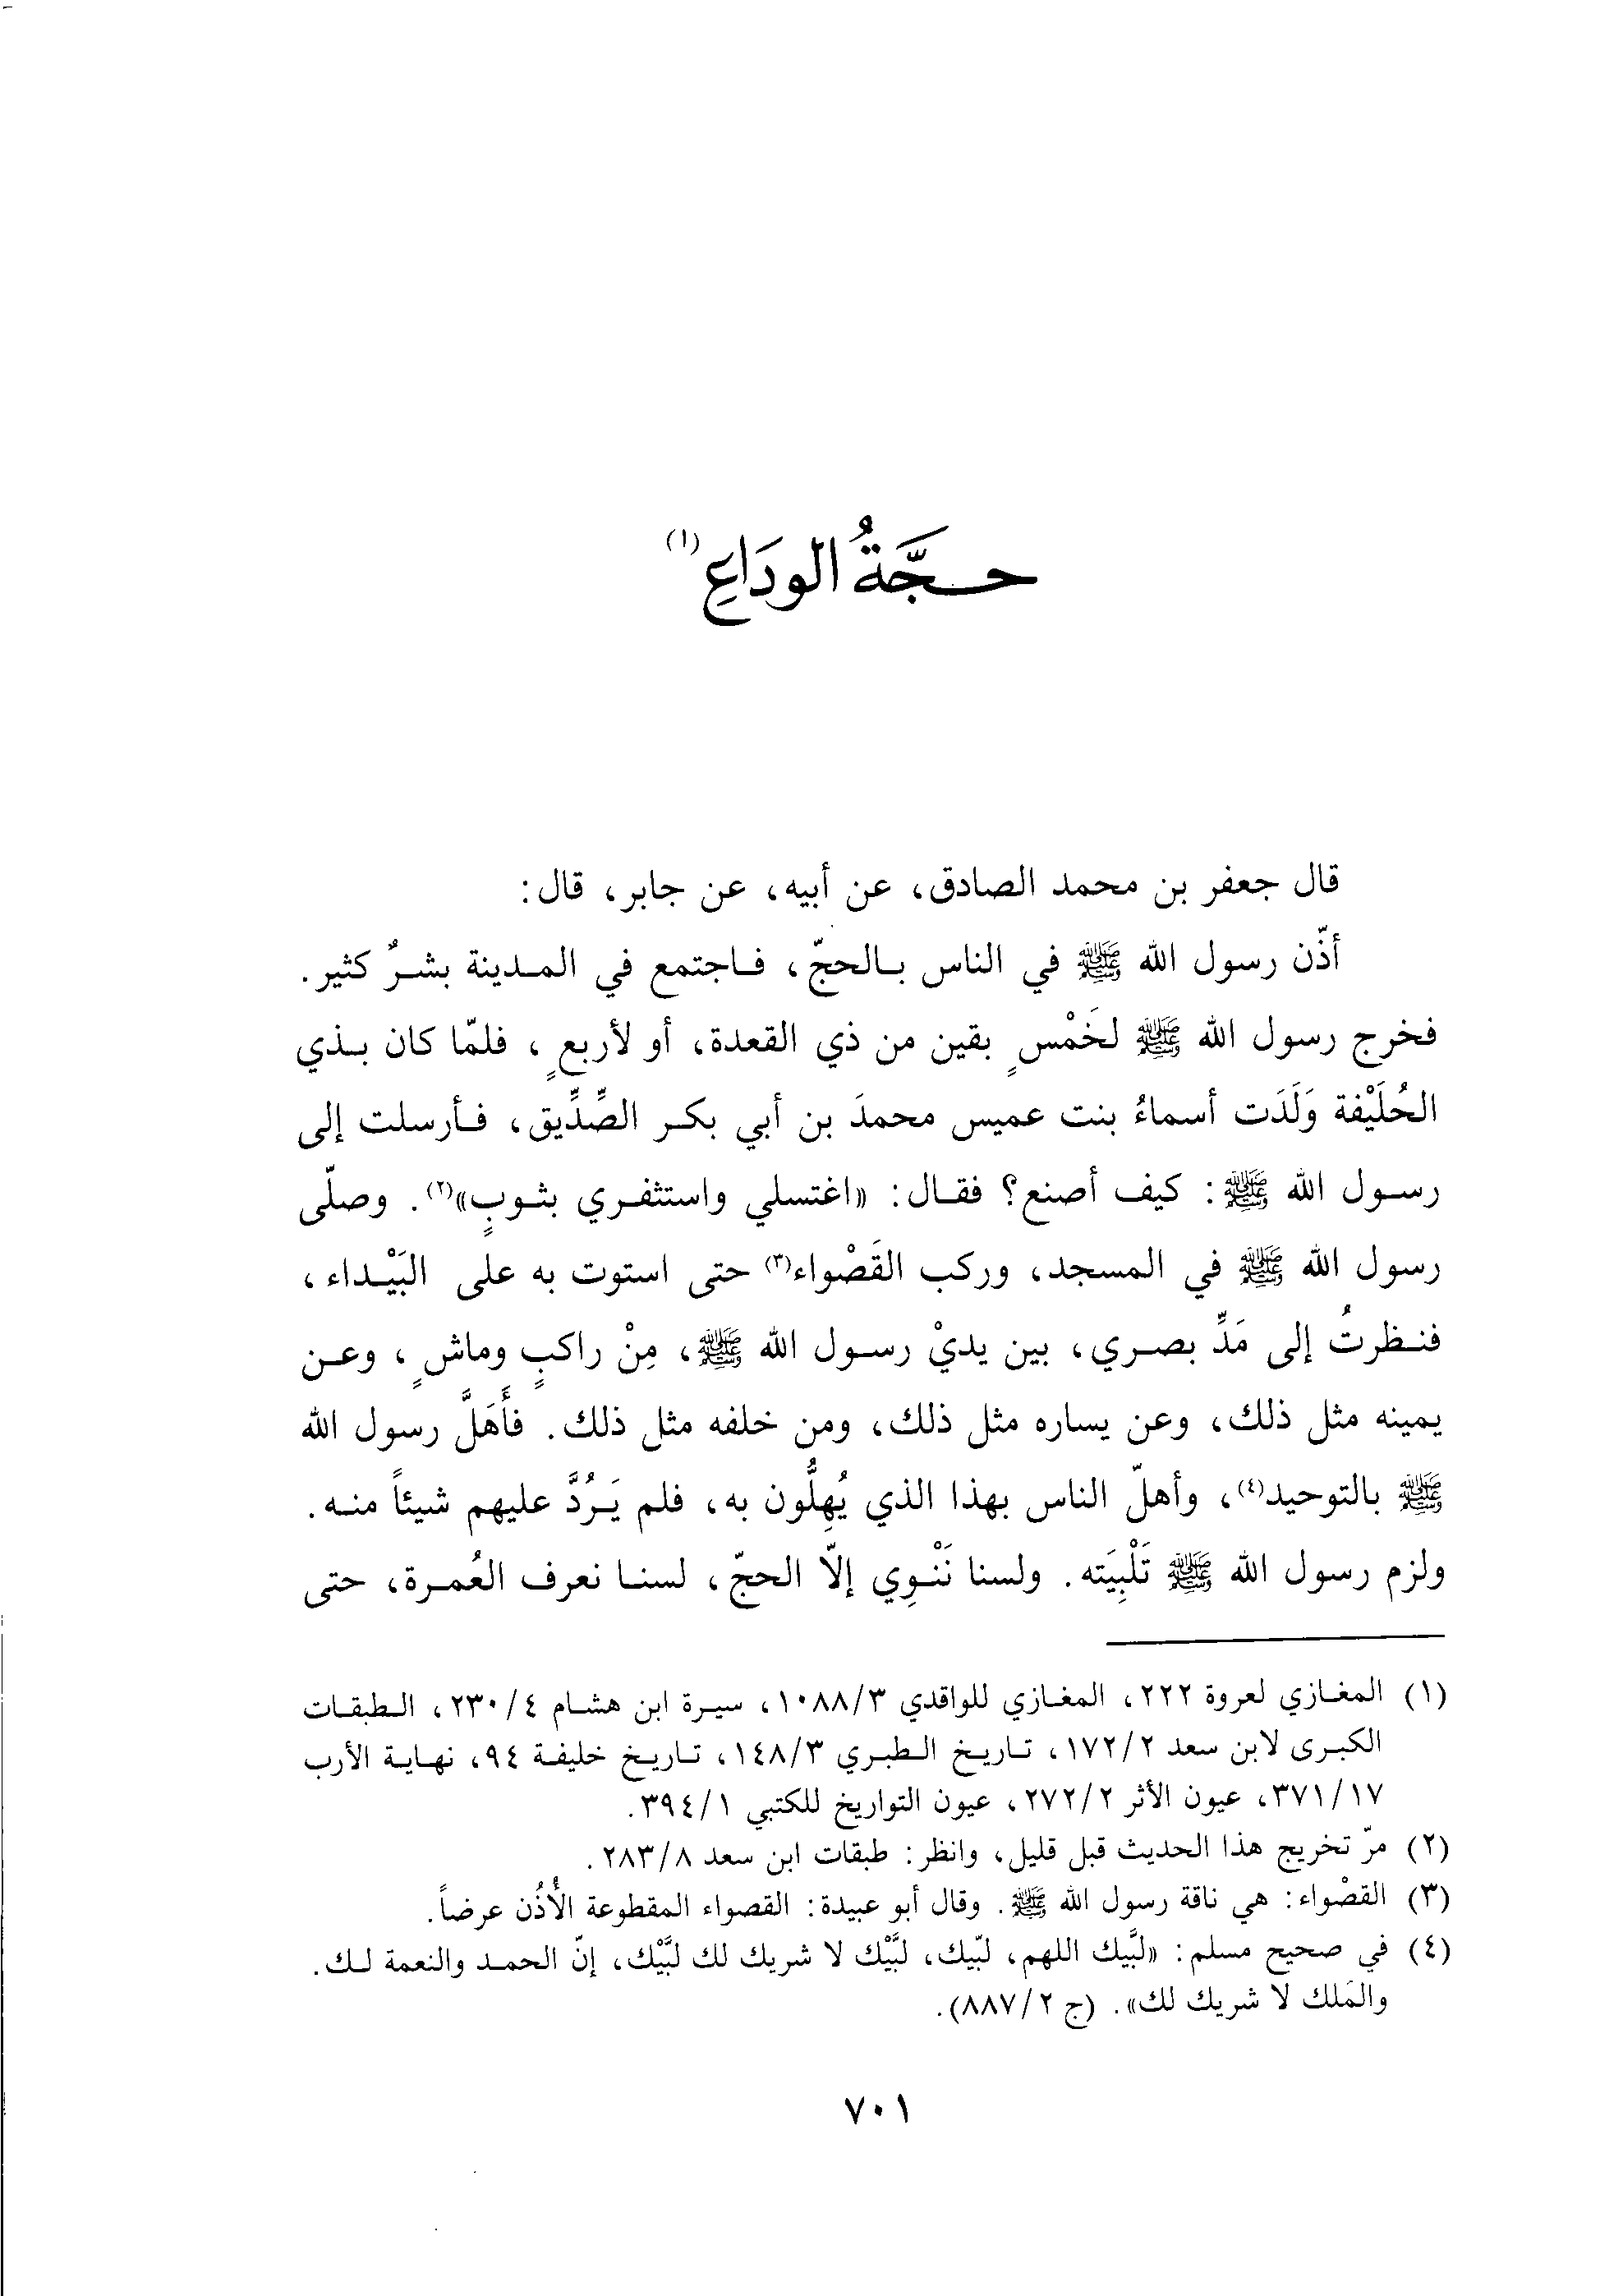 حجَّةُ الودَاعِ (١)
قال جعفر بن محمد الصادق، عن أبيه، عن جابر، قال:
أذّن رسول الله ﷺ في الناس بالحجّ، فاجتمع في المدينة بشرٌ كثير.
فخرج رسول الله ﷺ لخَمْسٍ بقين من ذي القعدة، أو لأربعٍ، فلمّا كان بذي
الحُلَيْفة وَلَدَت أسماءُ بنت عميس محمدَ بن أبي بكر الصِّدِّيق، فأرسلت إلى
رسول الله ﷺ: كيف أصنع؟ فقال: «اغتسلي واستثفري بثوبٍ»(٢). وصلّى
رسول الله ﷺ في المسجد، وركب القَصْواء(٣) حتى استوت به على البَيْداء،
فنظرتُ إلى مَدِّ بصري، بين يديْ رسول الله ﷺ، مِنْ راكبٍ وماشٍ، وعن
يمينه مثل ذلك، وعن يساره مثل ذلك، ومن خلفه مثل ذلك. فأَهَلَّ رسول الله
ﷺ بالتوحيد(٤)، وأهلّ الناس بهذا الذي يُهِلُّون به، فلم يَرُدَّ عليهم شيئاً منه.
ولزم رسول الله ﷺ تَلْبِيَته. ولسنا نَنْوِي إلّا الحجّ، لسنا نعرف العُمرة، حتى
(١) المغازي لعروة ٢٢٢، المغازي للواقدي ١٠٨٨/٣، سيرة ابن هشام ٢٣٠/٤، الطبقات
الكبرى لابن سعد ١٧٢/٢، تاريخ الطبري ١٤٨/٣، تاريخ خليفة ٩٤، نهاية الأرب
٣٧١/١٧، عيون الأثر ٢٧٢/٢، عيون التواريخ للكتبي ٣٩٤/١.
(٢) مرّ تخريج هذا الحديث قبل قليل، وانظر: طبقات ابن سعد ٢٨٣/٨.
(٣) القصْواء: هي ناقة رسول الله ﷺ. وقال أبو عبيدة: القصواء المقطوعة الأُذُن عرضاً.
(٤) في صحيح مسلم: «لبَّيك اللهم، لبّيك، لبَّيْك لا شريك لك لبَّيْك، إنّ الحمد والنعمة لك.
والمَلك لا شريك لك». (ج ٨٨٧/٢).
٧٠١